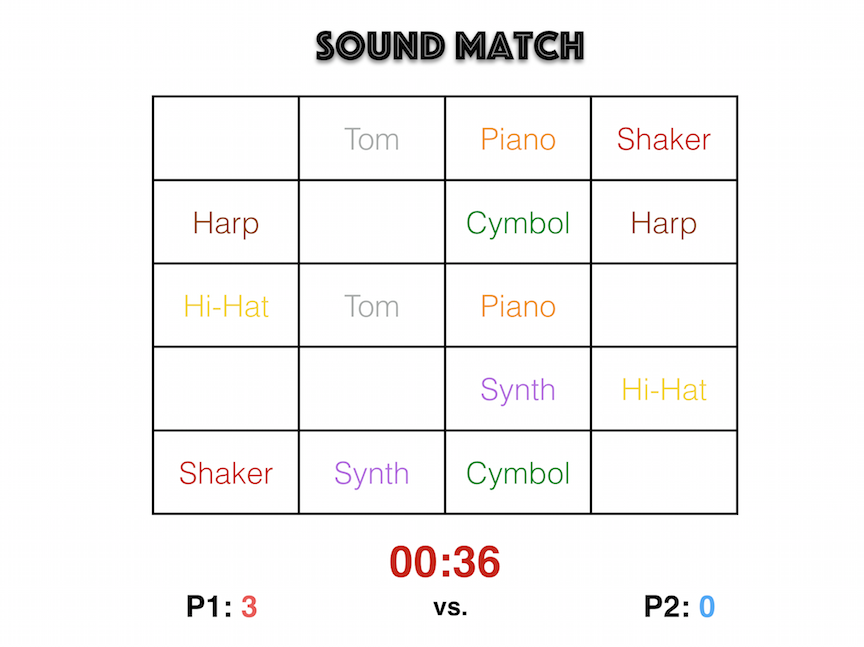 SOUND MATCH
Tom Piano Shaker
Harp Cymbol Harp
Hi-Hat Tom Piano
Synth Hi-Hat
Shaker Synth Cymbol
00:36
P1: 3 vs. P2: 0